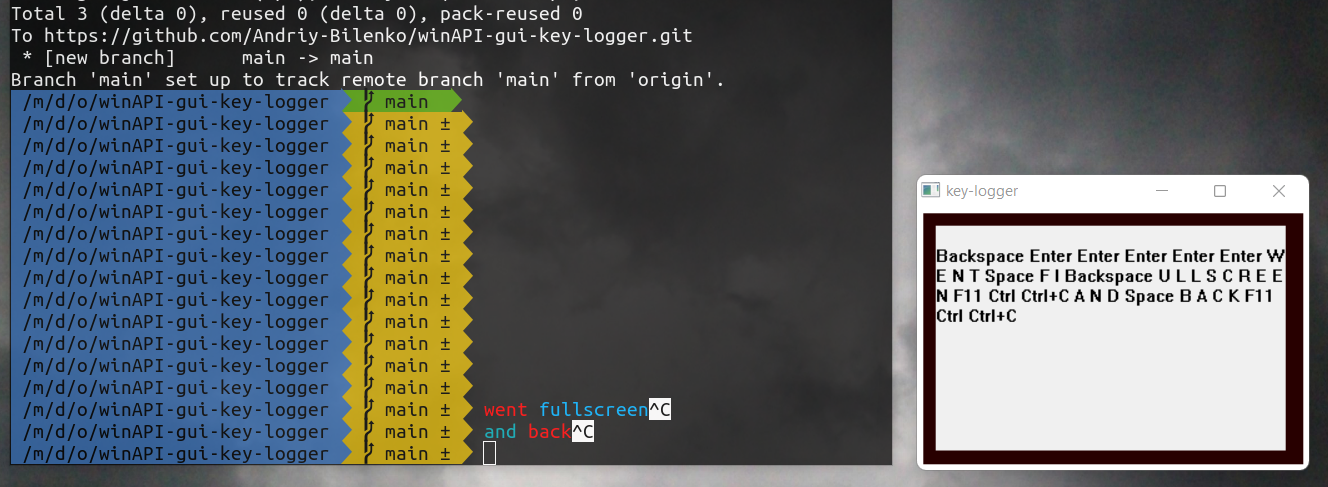 Total 3 (delta 0), reused 0 (delta 0), pack-reused 0
To https://github.com/Andriy-Bilenko/winAPI-gui-key-logger.git
* [new branch] main -> main
Branch 'main' set up to track remote branch 'main' from 'origin'.
/m/d/o/winAPI-gui-key-logger main
/m/d/o/winAPI-gui-key-logger main ±
/m/d/o/winAPI-gui-key-logger main ±
/m/d/o/winAPI-gui-key-logger main ±
/m/d/o/winAPI-gui-key-logger main ±
/m/d/o/winAPI-gui-key-logger main ±
/m/d/o/winAPI-gui-key-logger main ±
/m/d/o/winAPI-gui-key-logger main ±
/m/d/o/winAPI-gui-key-logger main ±
/m/d/o/winAPI-gui-key-logger main ±
/m/d/o/winAPI-gui-key-logger main ±
/m/d/o/winAPI-gui-key-logger main ±
/m/d/o/winAPI-gui-key-logger main ±
/m/d/o/winAPI-gui-key-logger main ±
/m/d/o/winAPI-gui-key-logger main ± went fullscreen^C
/m/d/o/winAPI-gui-key-logger main ± and back^C
/m/d/o/winAPI-gui-key-logger main ±
key-logger
Backspace Enter Enter Enter Enter Enter W
E N T Space F I Backspace U L L S C R E E
N F11 Ctrl Ctrl+C A N D Space B A C K F11
Ctrl Ctrl+C